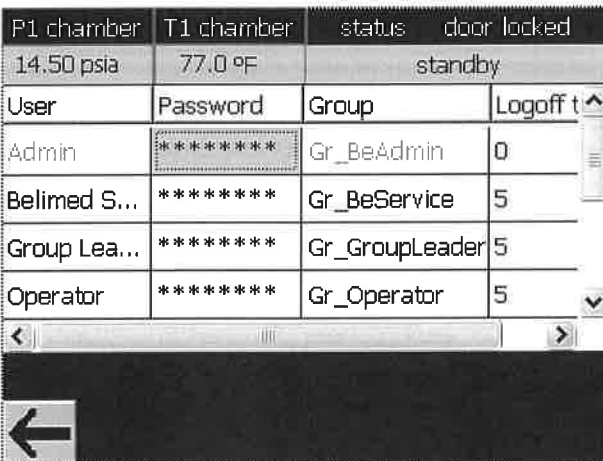 P1 chamber T1 chamber status door locked
14.50 psia 77.0 ºF standby
User Password Group Logoff t
Admin ******** Gr_BeAdmin 0
Belimed S... ******** Gr_BeService 5
Group Lea... ******** Gr_GroupLeader 5
Operator ******** Gr_Operator 5